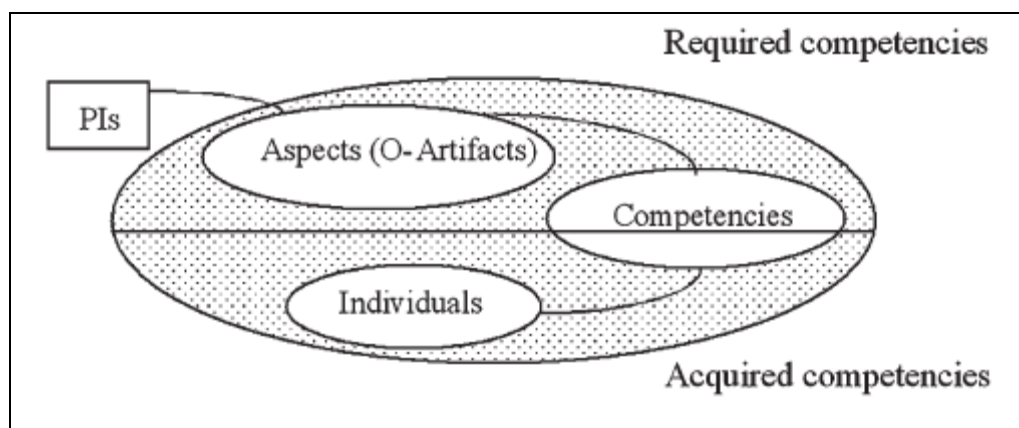 Required competencies
PIs
Aspects (O-Artifacts)
Competencies
Individuals
Acquired competencies